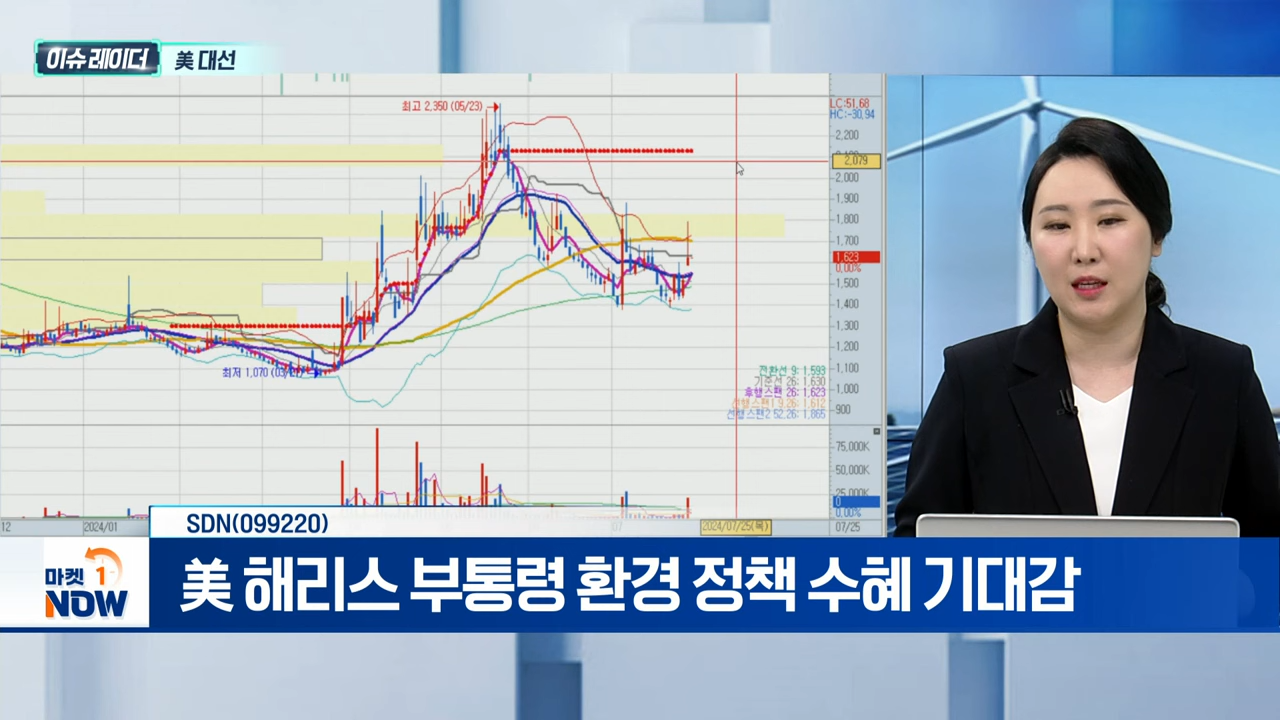 이슈레이더 美 대선
최고 2,350 (05/23)
LC:51,68
HC:-30,94
2,200
2,079
2,000
1,900
1,800
1,700
1,623
0,00%
1,500
1,400
1,300
1,200
1,100
1,000
900
최저 1,070
전환선 9: 1,593
기준선 26: 1,630
후행스팬 26: 1,623
선행스팬1 9,26: 1,612
선행스팬2 52,26: 1,865
75,000K
50,000K
25,000K
0
0,00%
12 2024/01 07 2024/07/25(목) 07/25
SDN(099220)
마켓 1
NOW
美 해리스 부통령 환경 정책 수혜 기대감